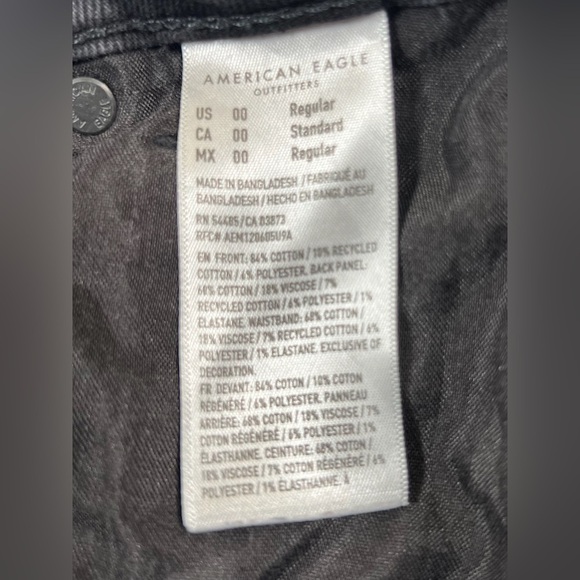 AMERICAN EAGLE
OUTFITTERS
US 00 Regular
CA 00 Standard
MX 00 Regular
MADE IN BANGLADESH / FABRIQUÉ AU
BANGLADESH / HECHO EN BANGLADESH
RN 54485 / CA 03873
RFC# AEM120605U9A
EN FRONT: 84% COTTON / 10% RECYCLED
COTTON / 6% POLYESTER. BACK PANEL:
68% COTTON / 18% VISCOSE / 7%
RECYCLED COTTON / 6% POLYESTER / 1%
ELASTANE. WAISTBAND: 68% COTTON /
18% VISCOSE / 7% RECYCLED COTTON / 6%
POLYESTER / 1% ELASTANE. EXCLUSIVE OF
DECORATION.
FR DEVANT: 84% COTON / 10% COTON
RÉGÉNÉRÉ / 6% POLYESTER. PANNEAU
ARRIÈRE: 68% COTON / 18% VISCOSE / 7%
COTON RÉGÉNÉRÉ / 6% POLYESTER / 1%
ÉLASTHANNE. CEINTURE: 68% COTON /
18% VISCOSE / 7% COTON RÉGÉNÉRÉ / 6%
POLYESTER / 1% ÉLASTHANNE. À